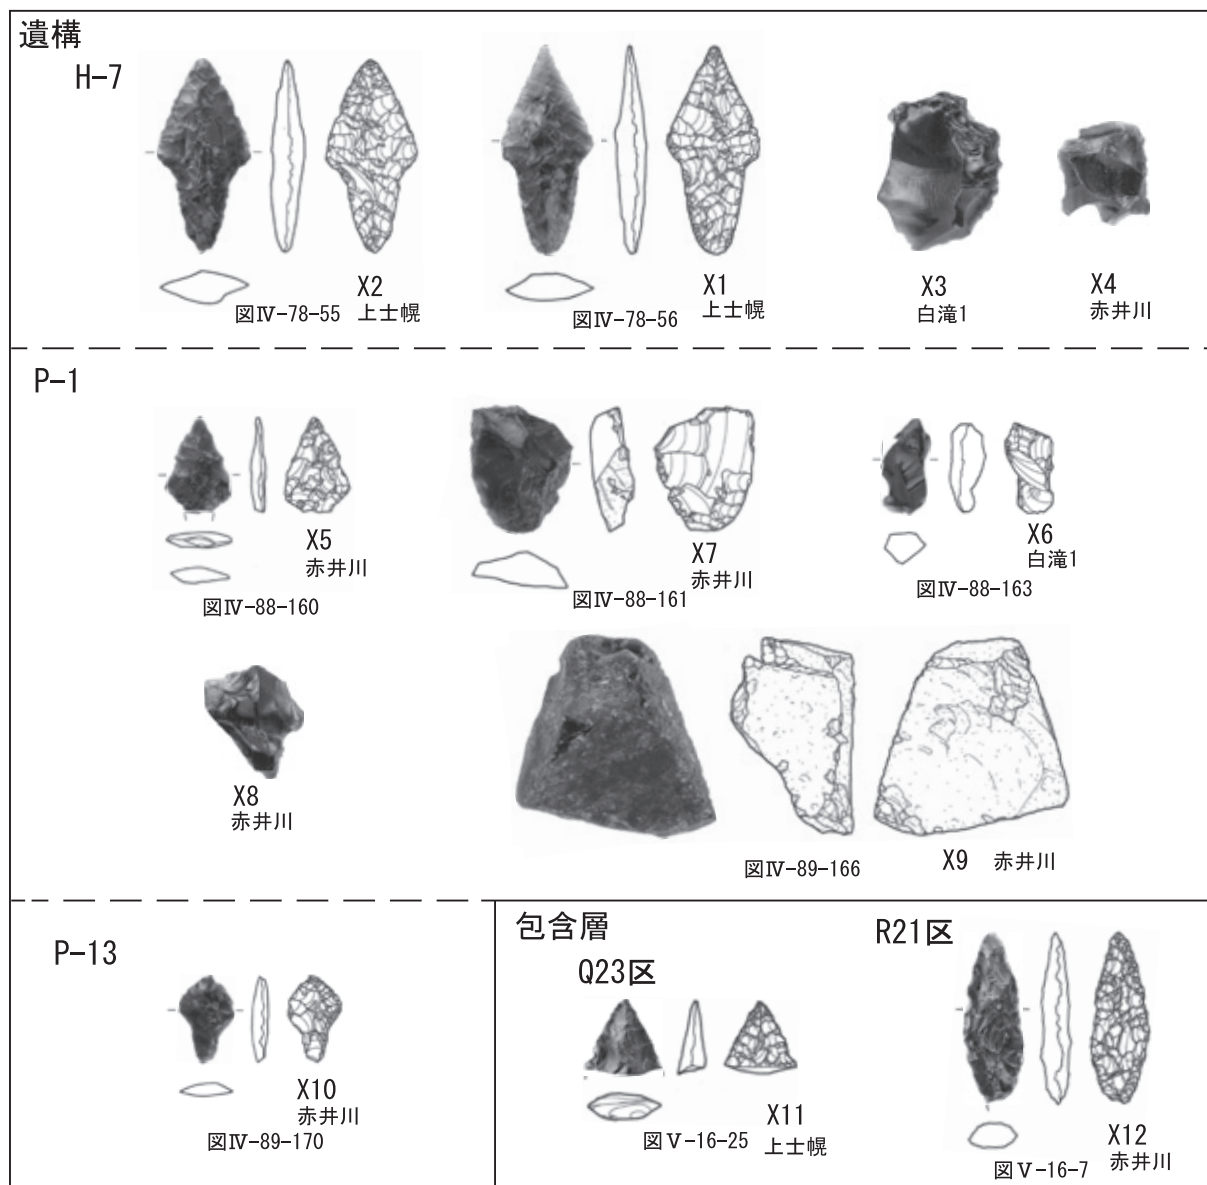 遺構
H-7
X2
図Ⅳ-78-55 上士幌
X1
図Ⅳ-78-56 上士幌
X3
白滝1
X4
赤井川
P-1
X5
赤井川
図Ⅳ-88-160
X7
赤井川
図Ⅳ-88-161
X6
白滝1
図Ⅳ-88-163
X8
赤井川
図Ⅳ-89-166
X9 赤井川
P-13
X10
赤井川
図Ⅳ-89-170
包含層
Q23区
X11
図Ⅴ-16-25 上士幌
R21区
X12
図Ⅴ-16-7 赤井川